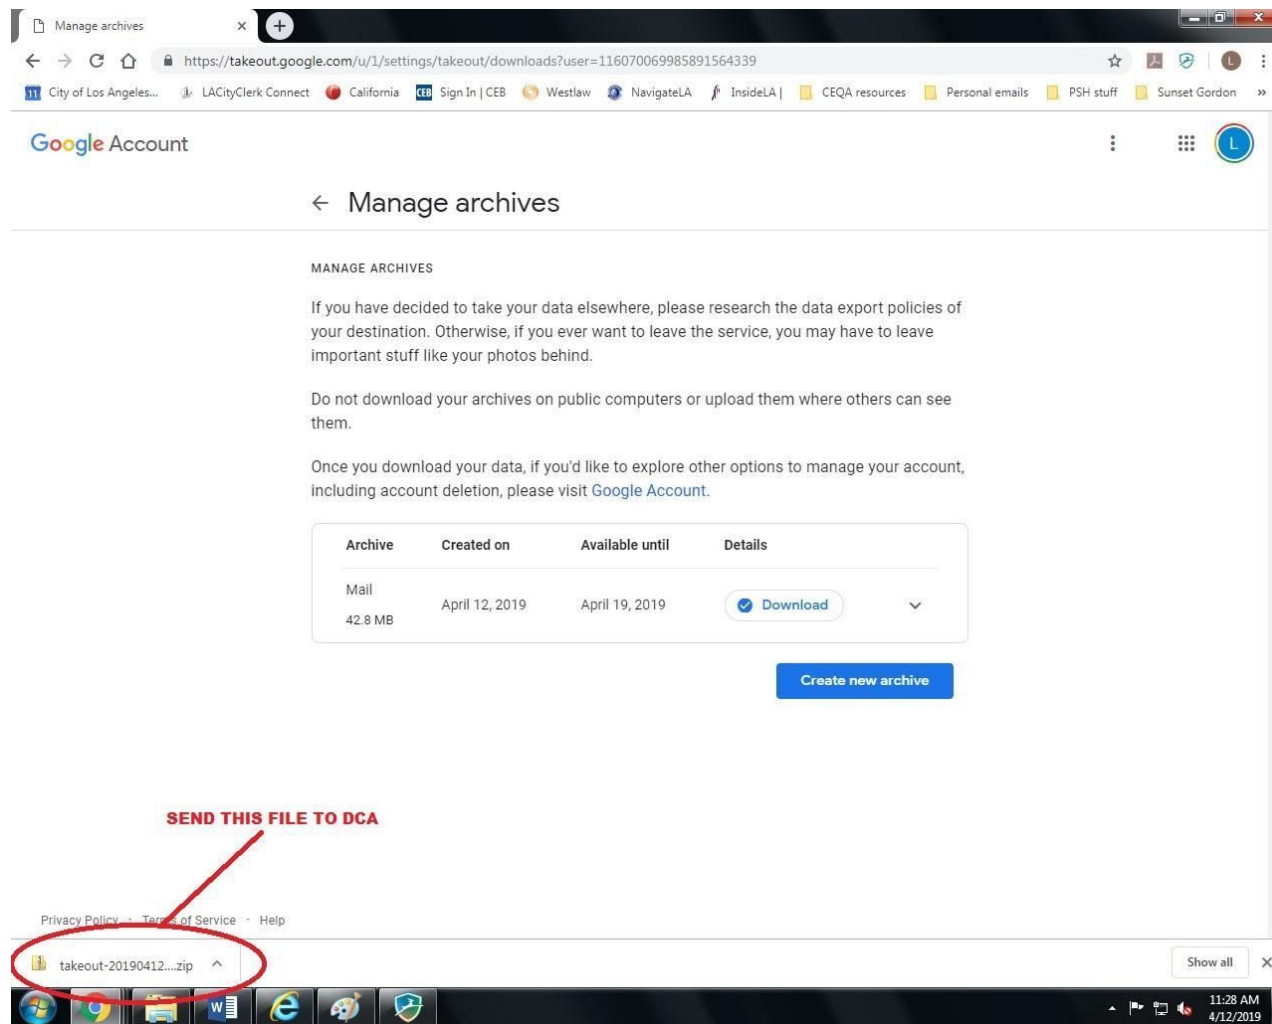 Manage archives
https://takeout.google.com/u/1/settings/takeout/downloads?user=116070069985891564339
L
11 City of Los Angeles... LACityClerk Connect California CEB Sign In | CEB Westlaw NavigateLA InsideLA | CEQA resources Personal emails PSH stuff Sunset Gordon »
Google Account
L
← Manage archives
MANAGE ARCHIVES
If you have decided to take your data elsewhere, please research the data export policies of
your destination. Otherwise, if you ever want to leave the service, you may have to leave
important stuff like your photos behind.
Do not download your archives on public computers or upload them where others can see
them.
Once you download your data, if you'd like to explore other options to manage your account,
including account deletion, please visit Google Account.
Archive Created on Available until Details
Mail
42.8 MB
April 12, 2019 April 19, 2019 Download
Create new archive
SEND THIS FILE TO DCA
Privacy Policy · Terms of Service · Help
takeout-20190412....zip
Show all
W
11:28 AM
4/12/2019